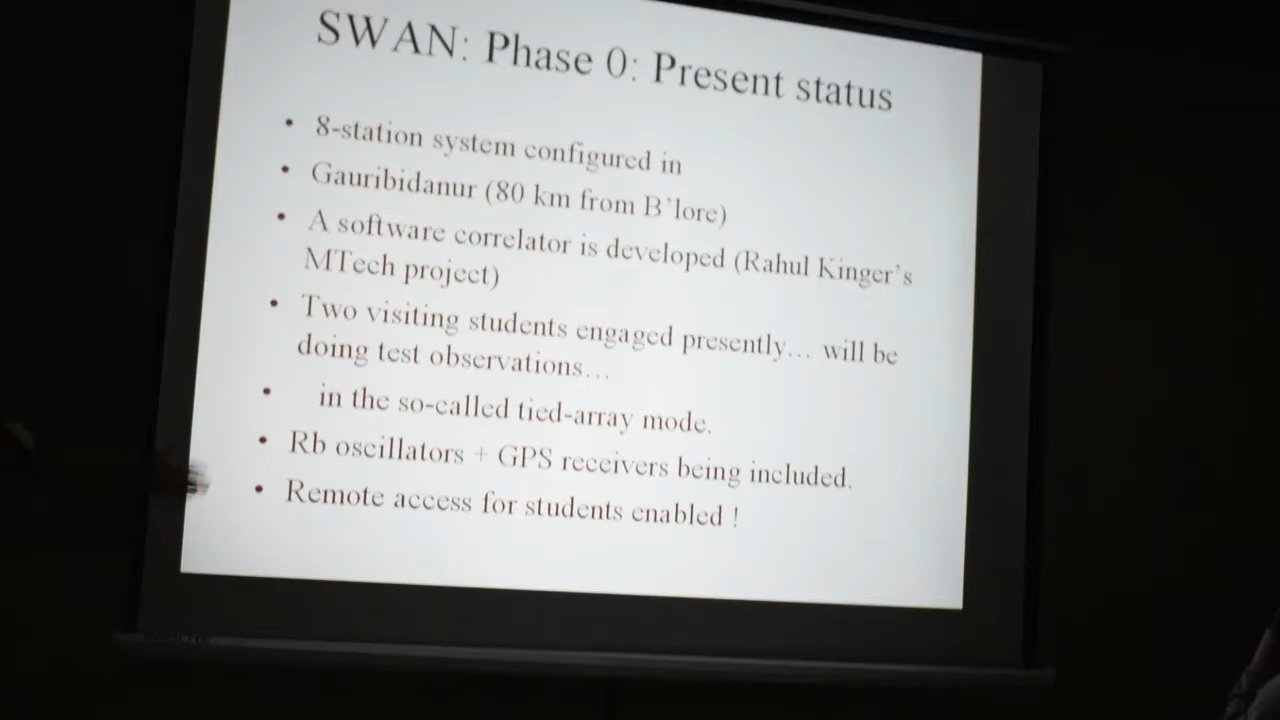 SWAN: Phase 0: Present status
• 8-station system configured in
• Gauribidanur (80 km from B’lore)
• A software correlator is developed (Rahul Kinger’s
MTech project)
• Two visiting students engaged presently… will be
doing test observations…
• in the so-called tied-array mode.
• Rb oscillators + GPS receivers being included.
• Remote access for students enabled !